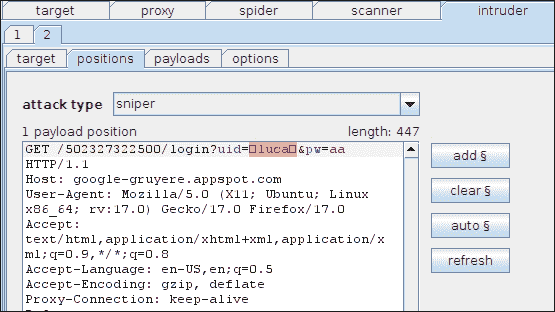 target proxy spider scanner intruder
1 2
target positions payloads options
attack type sniper
1 payload position length: 447
GET /502327322500/login?uid=▯luca▯&pw=aa
HTTP/1.1
Host: google-gruyere.appspot.com
User-Agent: Mozilla/5.0 (X11; Ubuntu; Linux
x86_64; rv:17.0) Gecko/17.0 Firefox/17.0
Accept:
text/html,application/xhtml+xml,application/x
ml;q=0.9,*/*;q=0.8
Accept-Language: en-US,en;q=0.5
Accept-Encoding: gzip, deflate
Proxy-Connection: keep-alive
add §
clear §
auto §
refresh